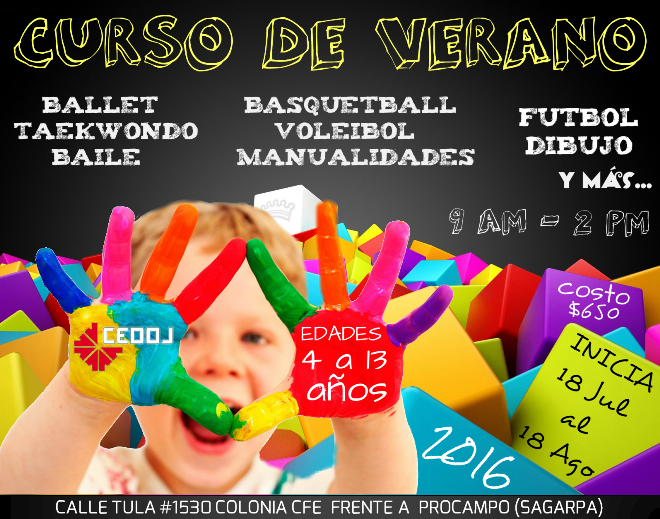 CURSO DE VERANO
BALLET
TAEKWONDO
BAILE
BASQUETBALL
VOLEIBOL
MANUALIDADES
FUTBOL
DIBUJO
Y MÁS...
9 AM - 2 PM
COSTO
$650
CEDOJ
EDADES
4 a 13
años
INICIA
18 Jul
al
18 Ago
2016
CALLE TULA #1530 COLONIA CFE FRENTE A PROCAMPO (SAGARPA)